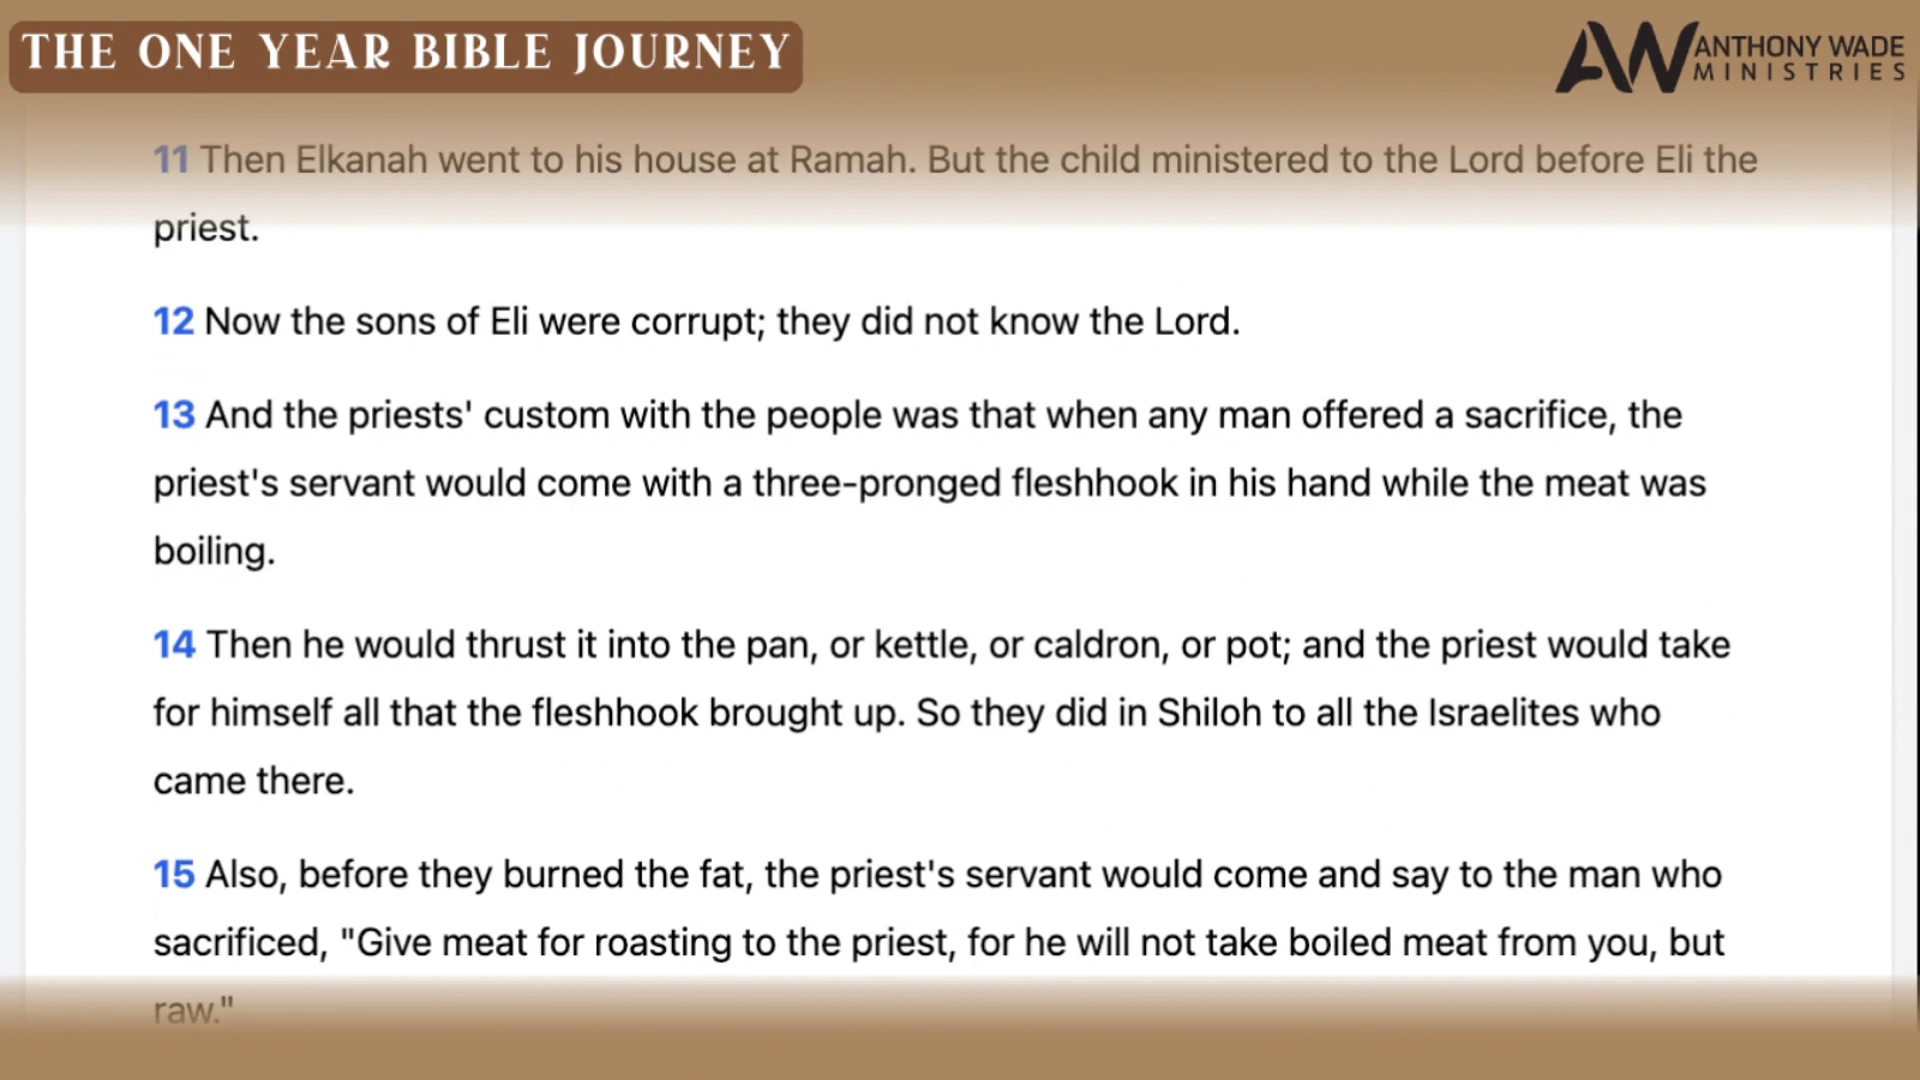 THE ONE YEAR BIBLE JOURNEY
AW ANTHONY WADE
MINISTRIES
11 Then Elkanah went to his house at Ramah. But the child ministered to the Lord before Eli the
priest.
12 Now the sons of Eli were corrupt; they did not know the Lord.
13 And the priests' custom with the people was that when any man offered a sacrifice, the
priest's servant would come with a three-pronged fleshhook in his hand while the meat was
boiling.
14 Then he would thrust it into the pan, or kettle, or caldron, or pot; and the priest would take
for himself all that the fleshhook brought up. So they did in Shiloh to all the Israelites who
came there.
15 Also, before they burned the fat, the priest's servant would come and say to the man who
sacrificed, "Give meat for roasting to the priest, for he will not take boiled meat from you, but
raw."